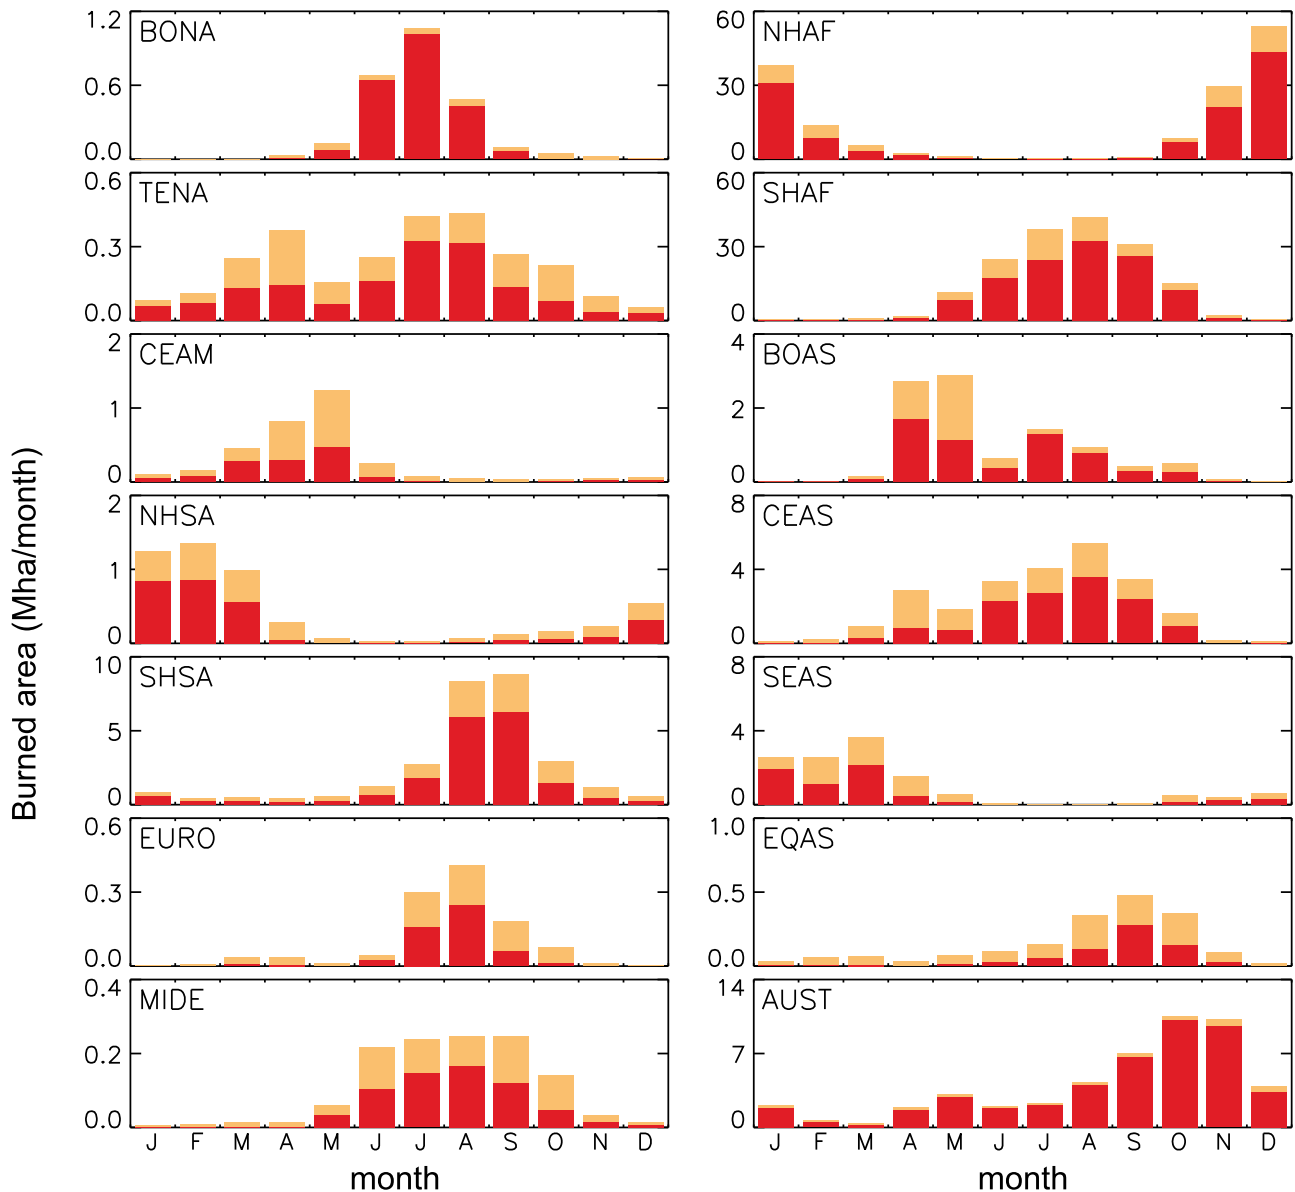 Burned area (Mha/month)
BONA
1.2
0.6
0.0
TENA
0.6
0.3
0.0
CEAM
2
1
0
NHSA
2
1
0
SHSA
10
5
0
EURO
0.6
0.3
0.0
MIDE
0.4
0.2
0.0
J F M A M J J A S O N D
month
NHAF
60
30
0
SHAF
60
30
0
BOAS
4
2
0
CEAS
8
4
0
SEAS
8
4
0
EQAS
1.0
0.5
0.0
AUST
14
7
0
J F M A M J J A S O N D
month